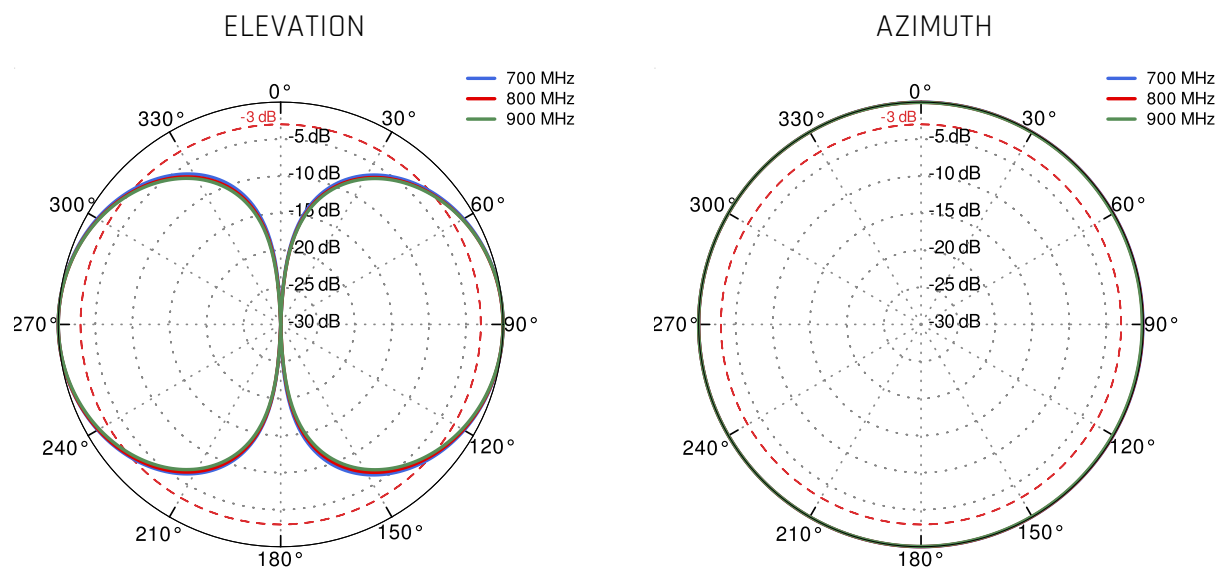 ELEVATION
700 MHz
800 MHz
900 MHz
0°
330°
-3 dB
30°
-5 dB
-10 dB
300°
-15 dB
60°
-20 dB
-25 dB
270°
-30 dB
90°
240°
120°
210°
150°
180°
AZIMUTH
700 MHz
800 MHz
900 MHz
0°
330°
-3 dB
30°
-5 dB
-10 dB
300°
-15 dB
60°
-20 dB
-25 dB
270°
-30 dB
90°
240°
120°
210°
150°
180°